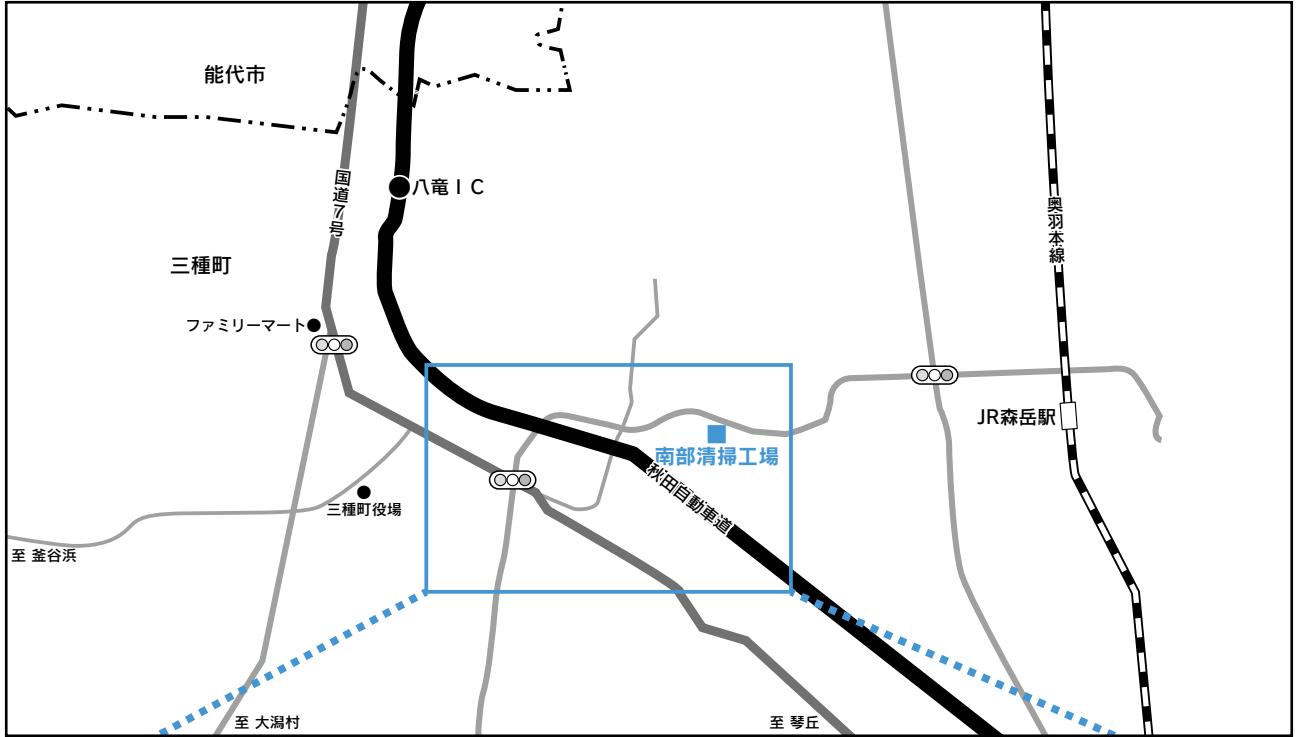 能代市
国道7号
八竜ＩＣ
奥羽本線
三種町
ファミリーマート
JR森岳駅
南部清掃工場
秋田自動車道
三種町役場
至 釜谷浜
至 大潟村
至 琴丘